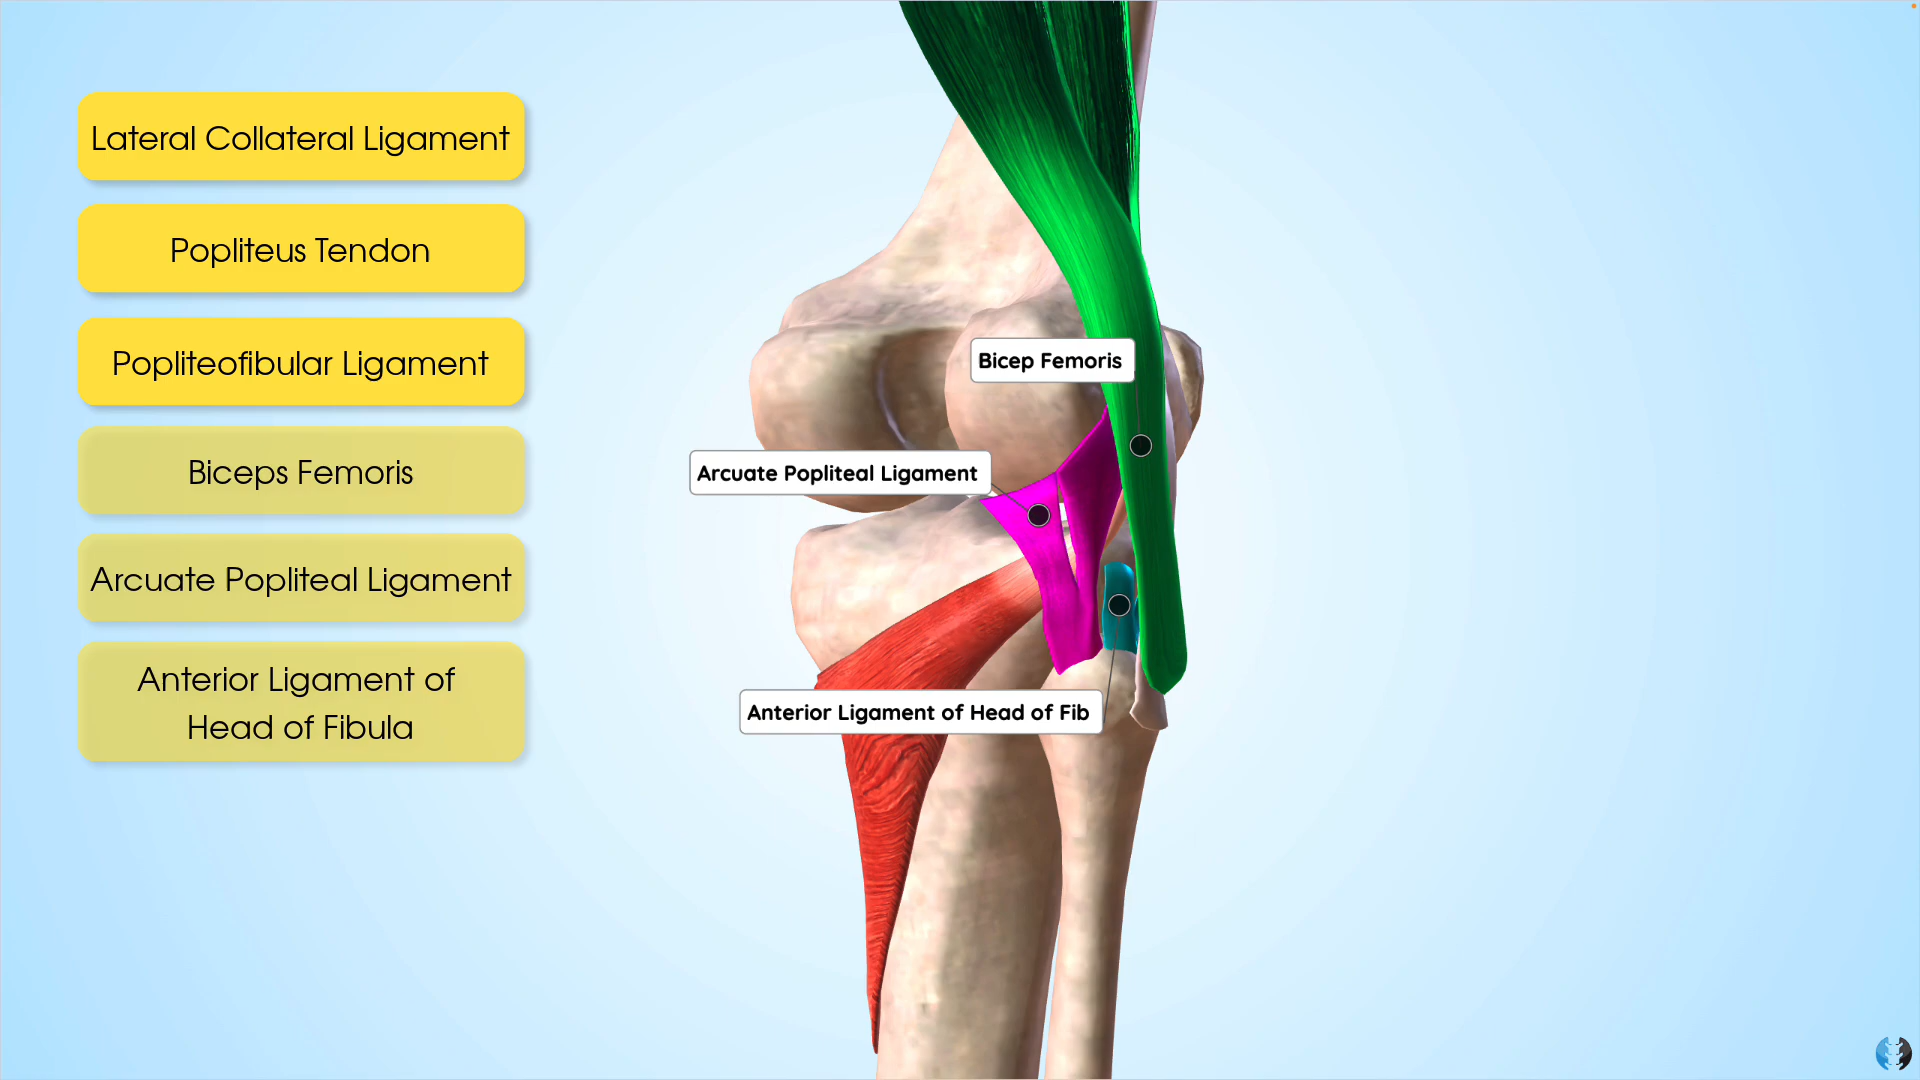 Lateral Collateral Ligament
Popliteus Tendon
Popliteofibular Ligament
Biceps Femoris
Arcuate Popliteal Ligament
Anterior Ligament of
Head of Fibula
Bicep Femoris
Arcuate Popliteal Ligament
Anterior Ligament of Head of Fib